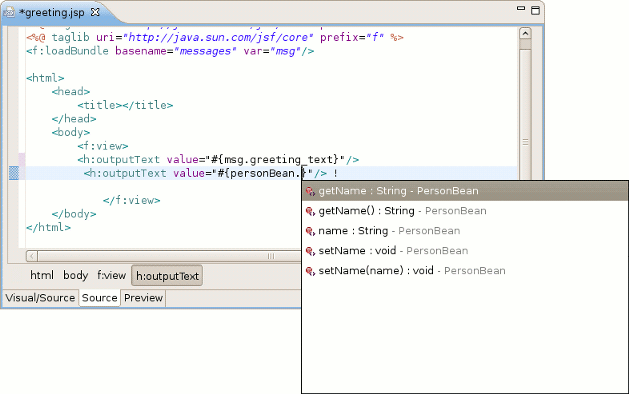 *greeting.jsp
<%@ taglib uri="http://java.sun.com/jsf/core" prefix="f" %>
<f:loadBundle basename="messages" var="msg"/>
<html>
<head>
<title></title>
</head>
<body>
<f:view>
<h:outputText value="#{msg.greeting_text}"/>
<h:outputText value="#{personBean.}"/> !
</f:view>
</body>
</html>
getName : String - PersonBean
getName() : String - PersonBean
name : String - PersonBean
setName : void - PersonBean
setName(name) : void - PersonBean
html body f:view h:outputText
Visual/Source Source Preview